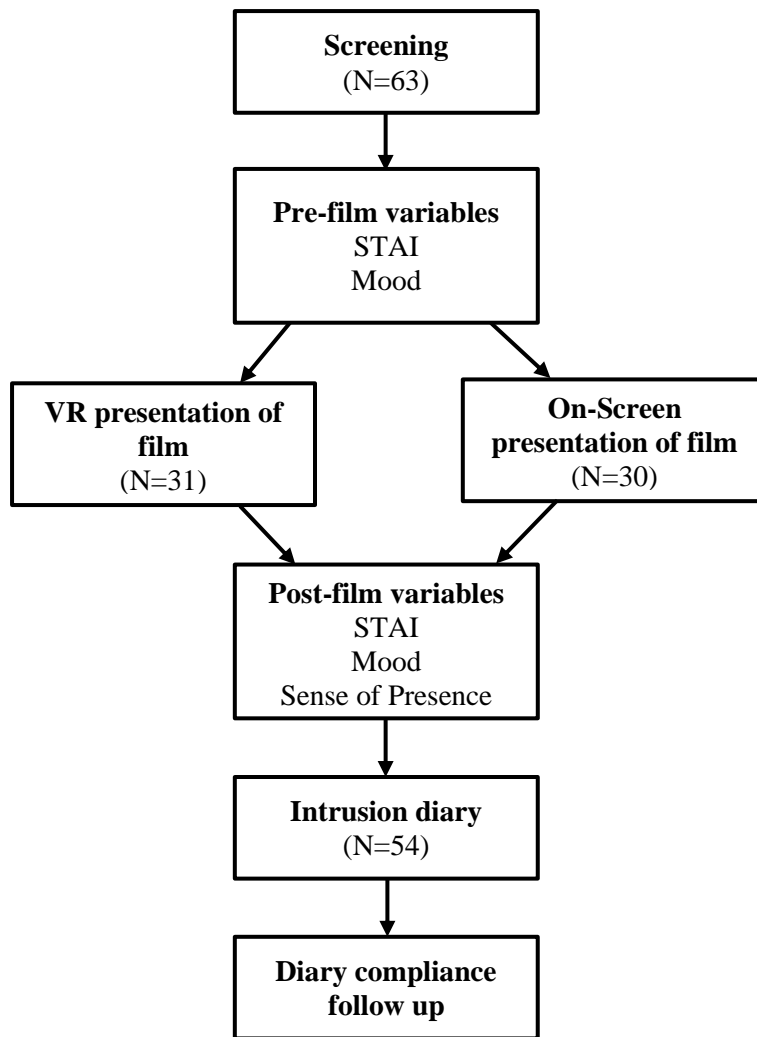 Screening
(N=63)
Pre-film variables
STAI
Mood
VR presentation of
film
(N=31)
On-Screen
presentation of film
(N=30)
Post-film variables
STAI
Mood
Sense of Presence
Intrusion diary
(N=54)
Diary compliance
follow up